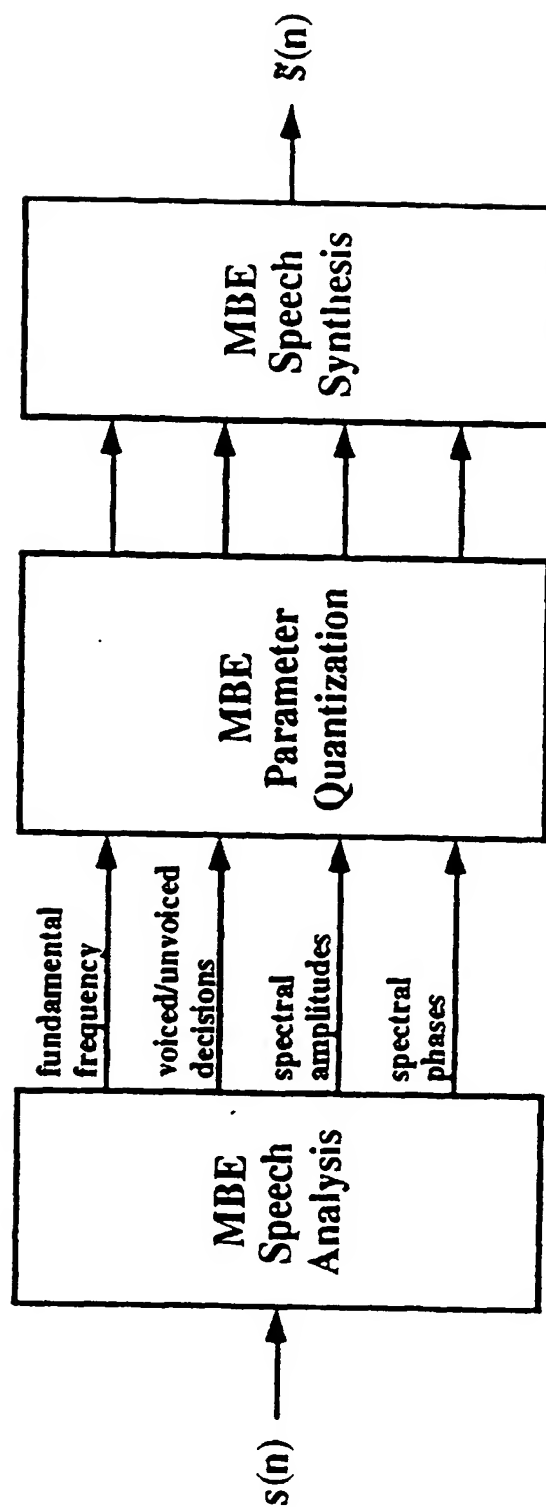 s(n)
MBE
Speech
Analysis
fundamental
frequency
voiced/unvoiced
decisions
spectral
amplitudes
spectral
phases
MBE
Parameter
Quantization
MBE
Speech
Synthesis
s̃(n)